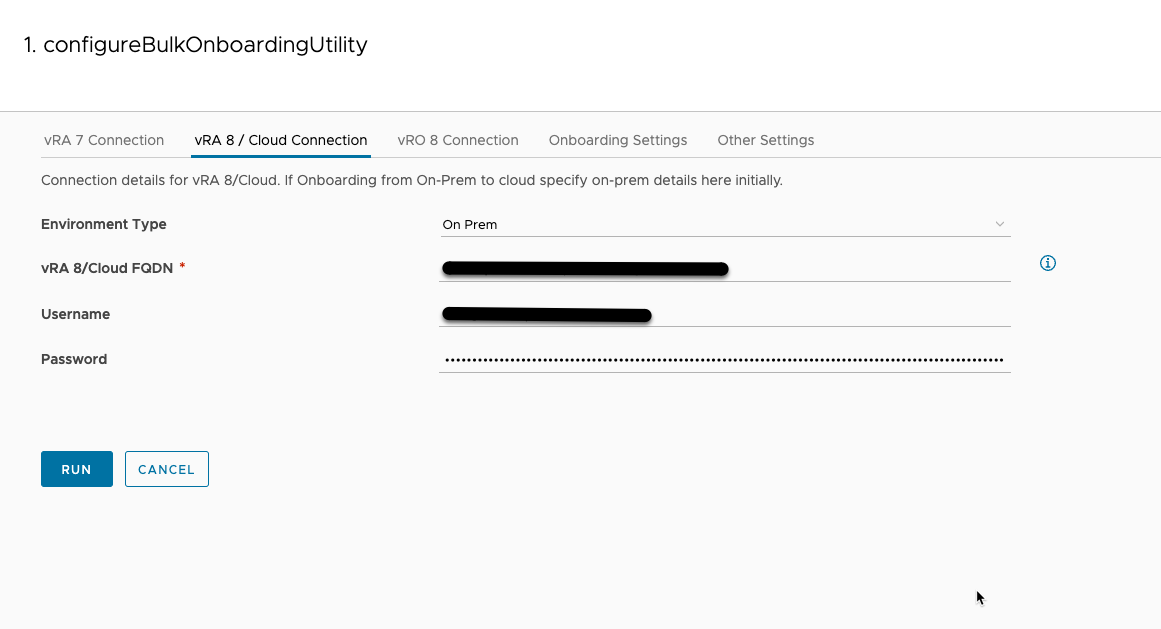 1. configureBulkOnboardingUtility
vRA 7 Connection vRA 8 / Cloud Connection vRO 8 Connection Onboarding Settings Other Settings
Connection details for vRA 8/Cloud. If Onboarding from On-Prem to cloud specify on-prem details here initially.
Environment Type On Prem
vRA 8/Cloud FQDN *
Username
Password
RUN CANCEL